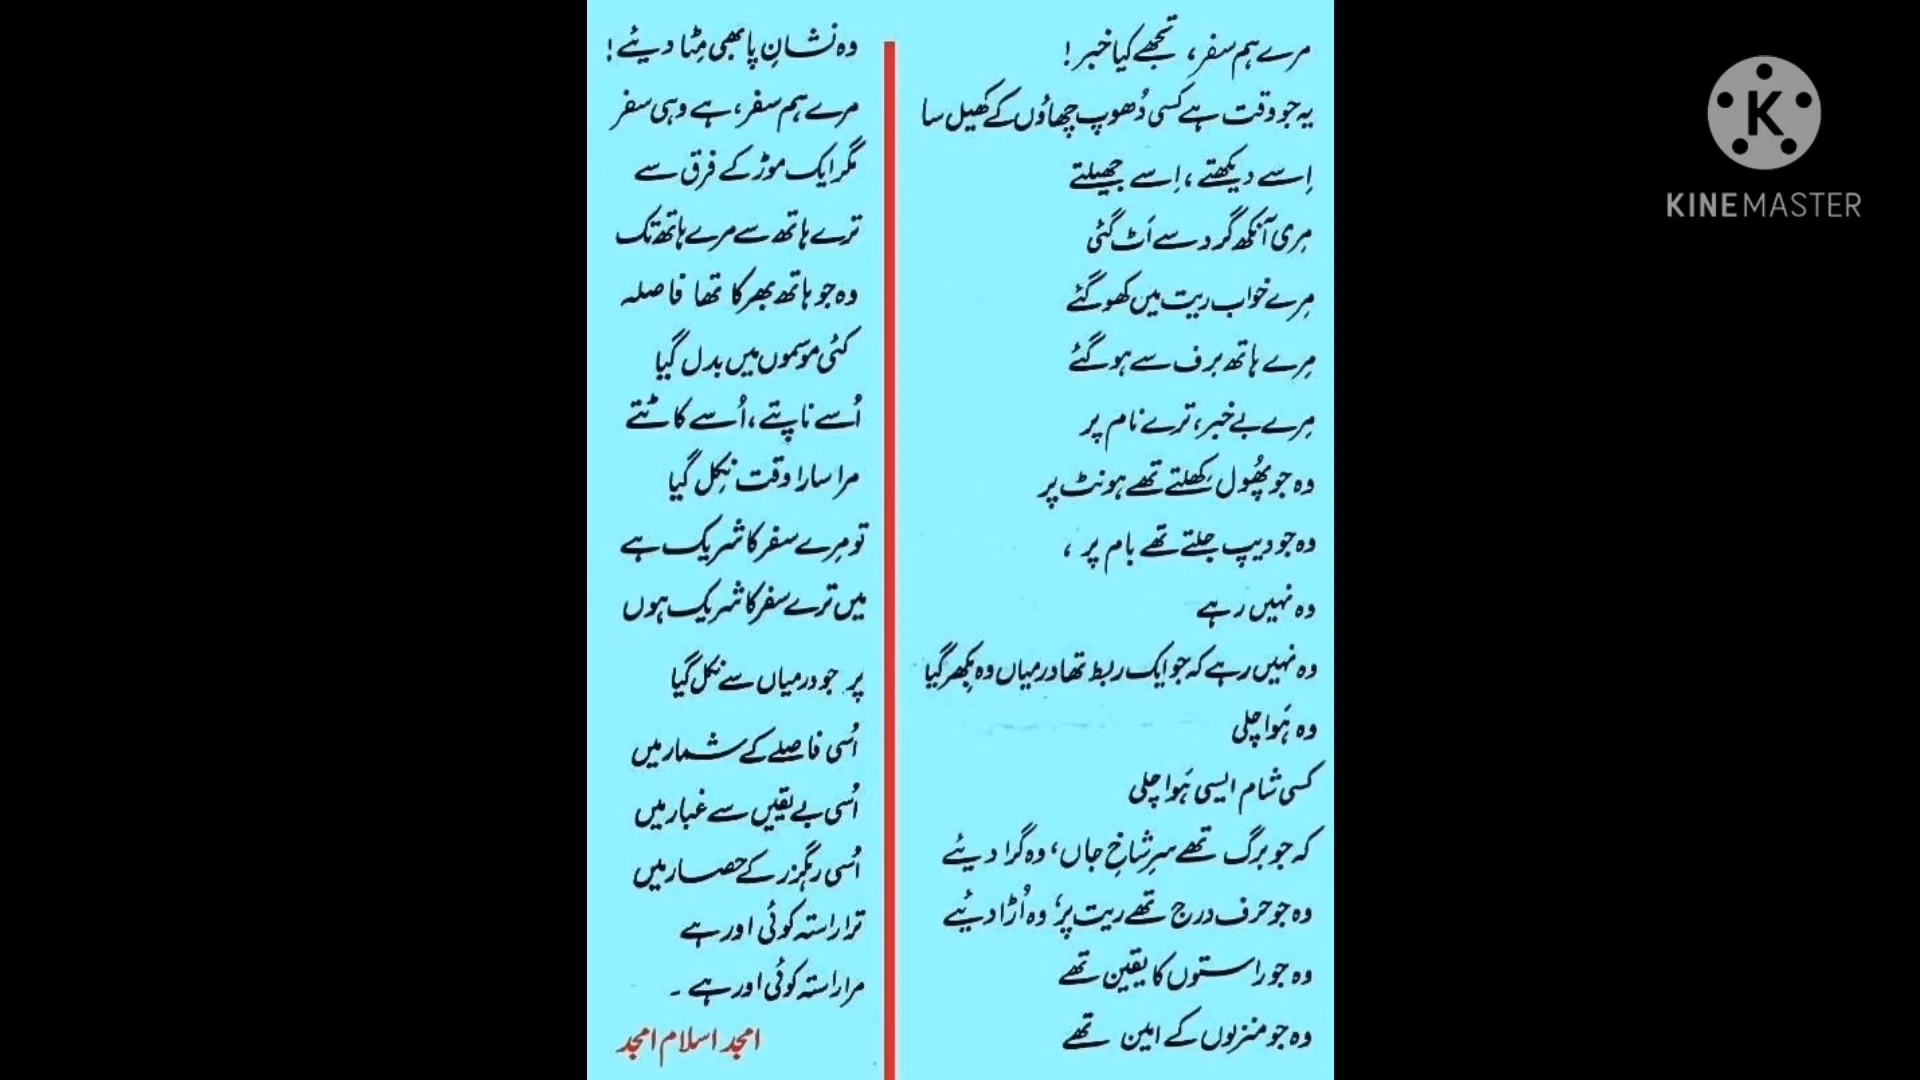 مرے ہم سفر، تجھے کیا خبر!
یہ جو وقت ہے کسی دُھوپ چھاؤں کے کھیل سا
اِسے دیکھتے، اِسے جھیلتے
مِری آنکھ گرد سے اَٹ گئی
مِرے خواب ریت میں کھو گئے
مِرے ہاتھ برف سے ہو گئے
مِرے بے خبر، ترے نام پر
وہ جو پھُول کِھلتے تھے ہونٹ پر
وہ جو دیپ جلتے تھے بام پر،
وہ نہیں رہے
وہ نہیں رہے کہ جو ایک ربط تھا درمیاں وہ بِکھر گیا
وہ ہَوا چلی
کسی شام ایسی ہَوا چلی
کہ جو برگ تھے سرِ شاخِ جاں، وہ گرا دیئے
وہ جو حرف درج تھے ریت پر، وہ اُڑا دیئے
وہ جو راستوں کا یقین تھے
وہ جو منزلوں کے امین تھے
وہ نشانِ پا بھی مِٹا دیئے!
مرے ہم سفر، ہے وہی سفر
مگر ایک موڑ کے فرق سے
ترے ہاتھ سے مرے ہاتھ تک
وہ جو ہاتھ بھر کا تھا فاصلہ
کئی موسموں میں بدل گیا
اُسے ناپتے، اُسے کاٹتے
مرا سارا وقت نِکل گیا
تو مِرے سفر کا شریک ہے
میں ترے سفر کا شریک ہوں
پر جو درمیاں سے نکل گیا
اُسی فاصلے کے شمار میں
اُسی بے یقیں سے غبار میں
اُسی رہگزر کے حصار میں
ترا راستہ کوئی اور ہے
مرا راستہ کوئی اور ہے ۔
امجد اسلام امجد
K
KINEMASTER